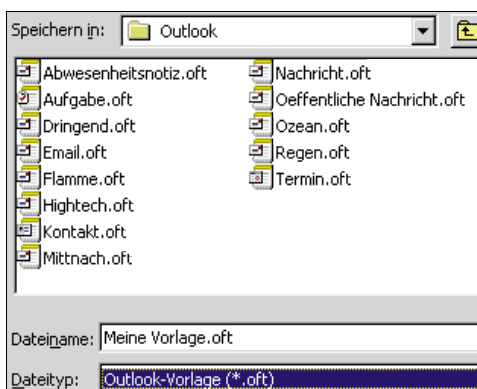 Speichern in: Outlook
Abwesenheitsnotiz.oft
Aufgabe.oft
Dringend.oft
Email.oft
Flamme.oft
Hightech.oft
Kontakt.oft
Mittnach.oft
Nachricht.oft
Oeffentliche Nachricht.oft
Ozean.oft
Regen.oft
Termin.oft
Dateiname: Meine Vorlage.oft
Dateityp: Outlook-Vorlage (*.oft)